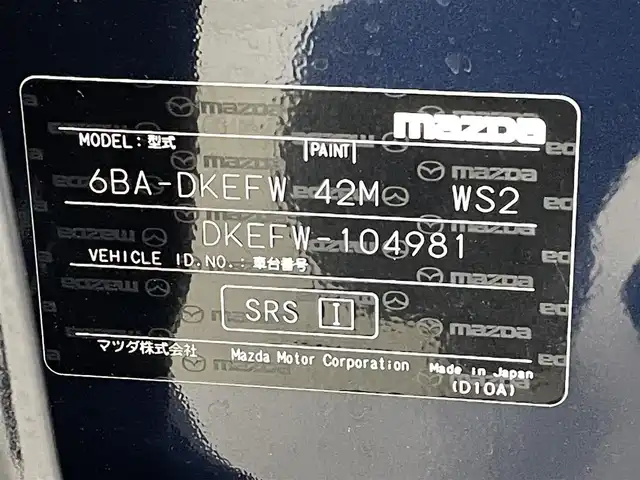 mazda
MODEL:型式 PAINT
6BA-DKEFW 42M WS2
DKEFW-104981
VEHICLE ID.NO.:車台番号
SRS I
マツダ株式会社 Mazda Motor Corporation Made in Japan
(D10A)